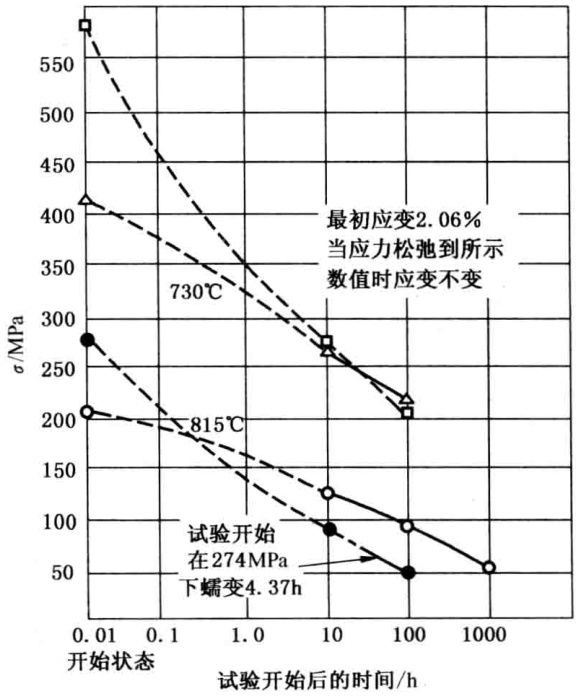 550
500
450
400
350
300
250
200
150
100
50
σ/MPa
最初应变2.06%
当应力松弛到所示
数值时应变不变
730℃
815℃
试验开始
在274MPa
下蠕变4.37h
0.01
0.1
1.0
10
100
1000
开始状态
试验开始后的时间/h